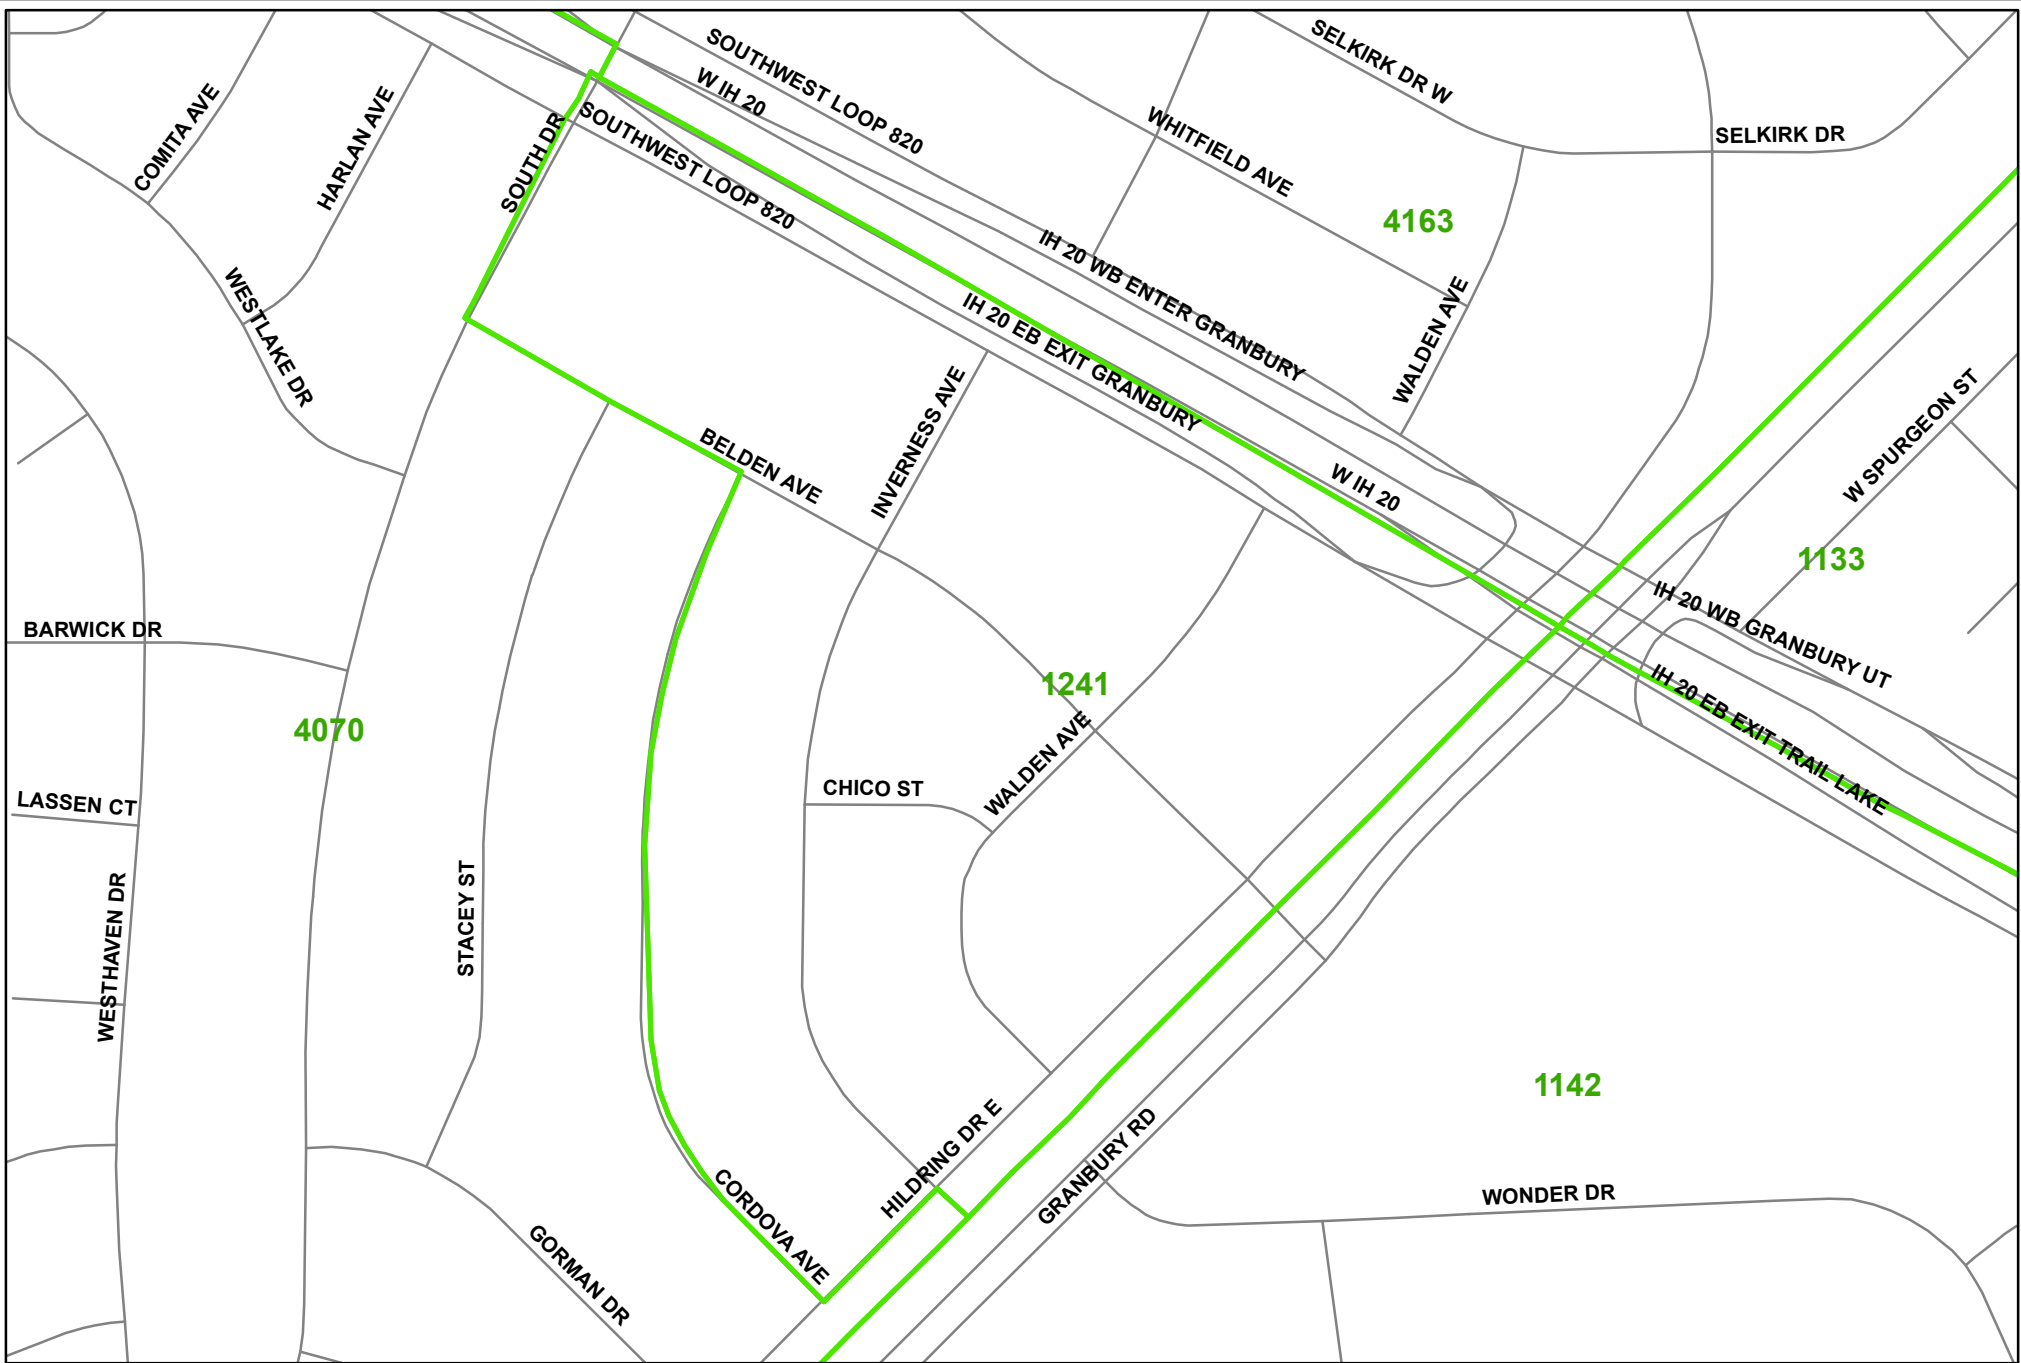 SOUTHWEST LOOP 820
W IH 20
SELKIRK DR W
SELKIRK DR
COMITA AVE
HARLAN AVE
SOUTH DR
SOUTHWEST LOOP 820
WHITFIELD AVE
4163
WESTLAKE DR
IH 20 WB ENTER GRANBURY
IH 20 EB EXIT GRANBURY
WALDEN AVE
INVERNESS AVE
BELDEN AVE
W IH 20
W SPURGEON ST
1133
IH 20 WB GRANBURY UT
BARWICK DR
1241
4070
IH 20 EB EXIT TRAIL LAKE
WALDEN AVE
CHICO ST
LASSEN CT
WESTHAVEN DR
STACEY ST
1142
HILDRING DR E
GRANBURY RD
WONDER DR
CORDOVA AVE
GORMAN DR